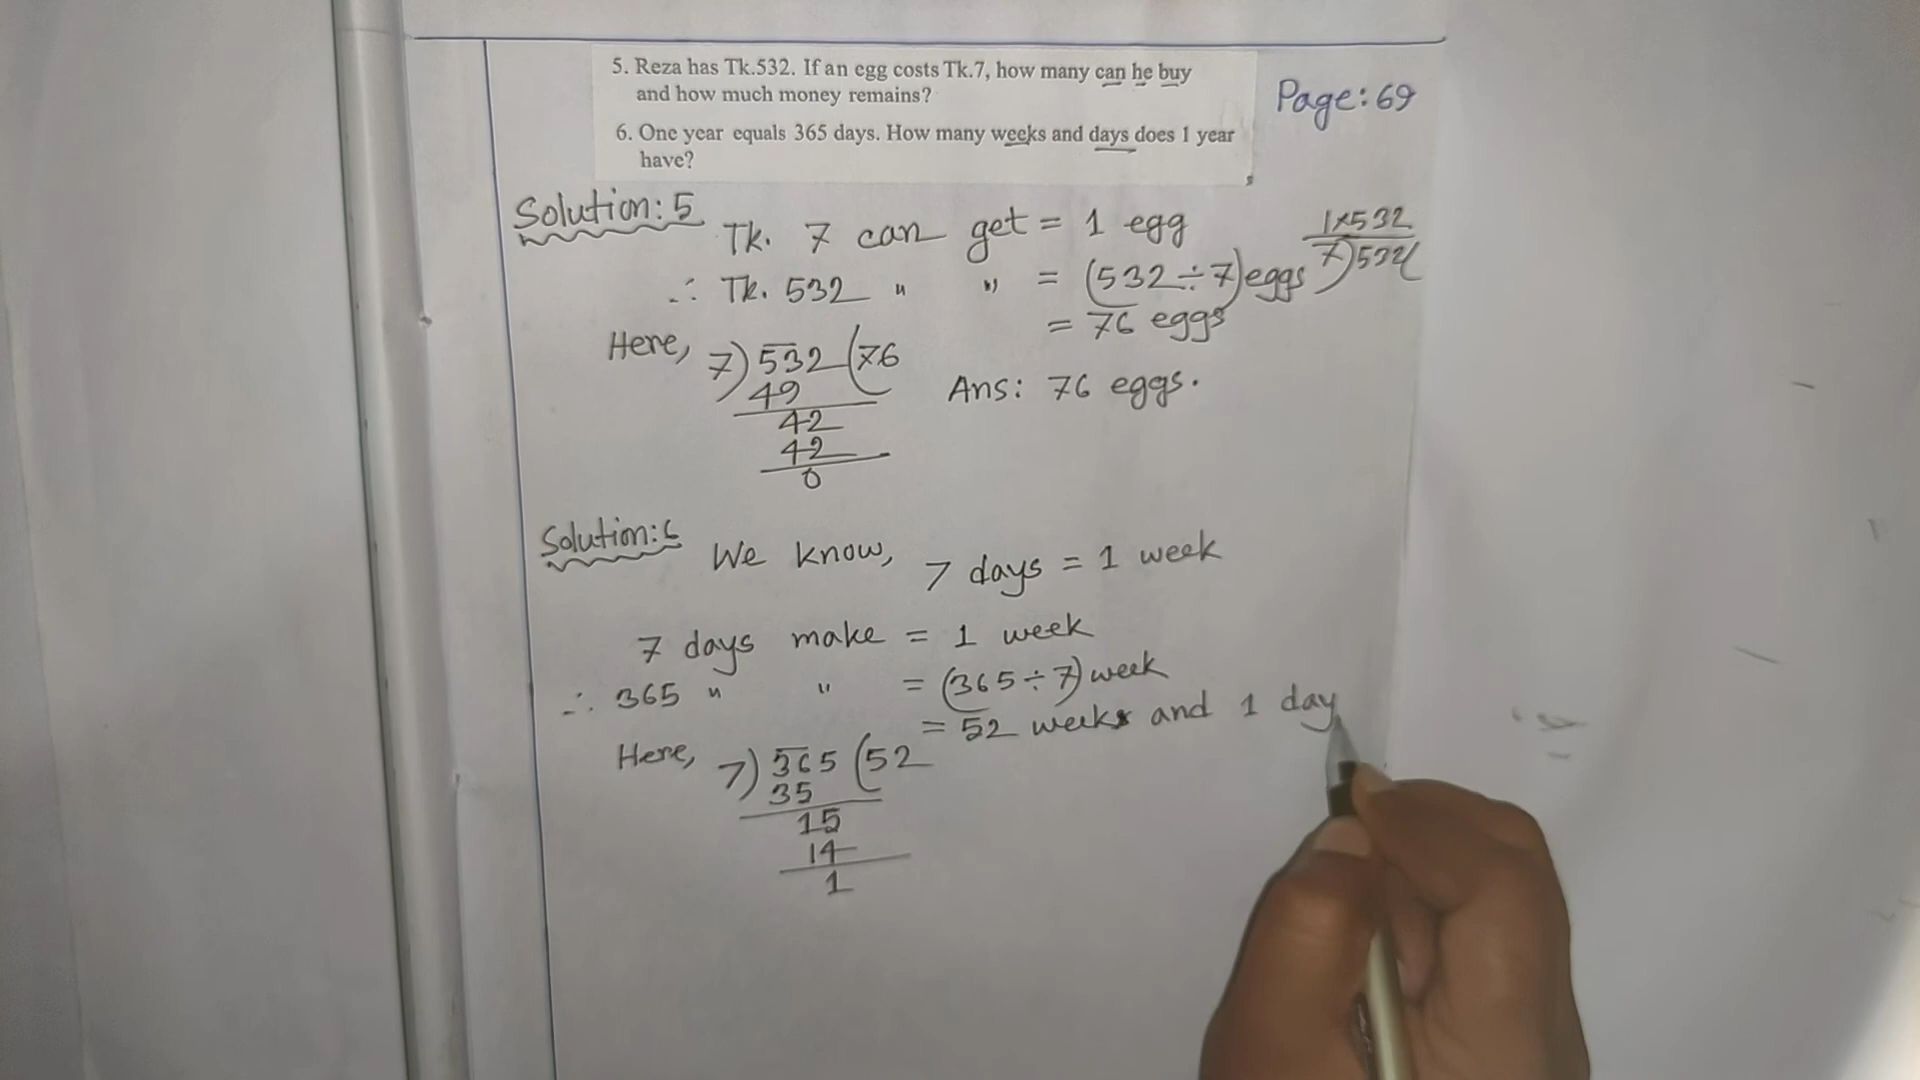 5. Reza has Tk.532. If an egg costs Tk.7, how many can he buy
and how much money remains?
6. One year equals 365 days. How many weeks and days does 1 year
have?
Page: 69
Solution: 5
Tk. 7 can get = 1 egg
1×532
7)532(
∴ Tk. 532 " " = (532÷7) eggs
= 76 eggs
Here, 7) 532 (76
49
42
42
0
Ans: 76 eggs.
Solution: 6
We know, 7 days = 1 week
7 days make = 1 week
∴ 365 " " = (365÷7) week
= 52 weeks and 1 day
Here, 7) 365 (52
35
15
14
1